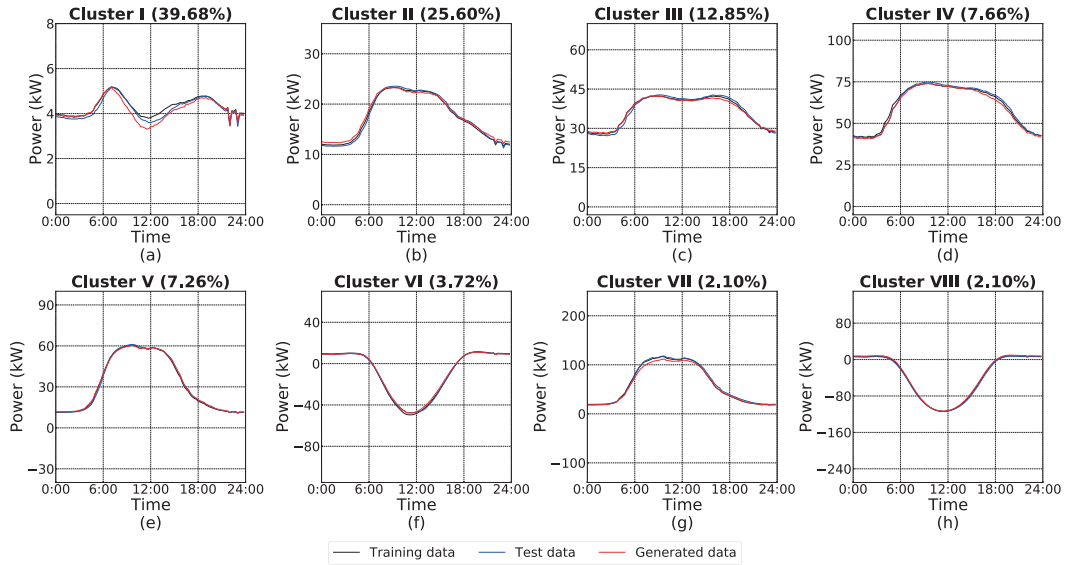 Cluster I (39.68%)
Cluster II (25.60%)
Cluster III (12.85%)
Cluster IV (7.66%)
Power (kW)
8
6
4
2
0
0:00 6:00 12:00 18:00 24:00
Time
(a)
Power (kW)
30
20
10
0
0:00 6:00 12:00 18:00 24:00
Time
(b)
Power (kW)
60
45
30
15
0
0:00 6:00 12:00 18:00 24:00
Time
(c)
Power (kW)
100
75
50
25
0
0:00 6:00 12:00 18:00 24:00
Time
(d)
Cluster V (7.26%)
Cluster VI (3.72%)
Cluster VII (2.10%)
Cluster VIII (2.10%)
Power (kW)
90
60
30
0
−30
0:00 6:00 12:00 18:00 24:00
Time
(e)
Power (kW)
40
0
−40
−80
0:00 6:00 12:00 18:00 24:00
Time
(f)
Power (kW)
200
100
0
−100
0:00 6:00 12:00 18:00 24:00
Time
(g)
Power (kW)
80
0
−80
−160
−240
0:00 6:00 12:00 18:00 24:00
Time
(h)
Training data Test data Generated data